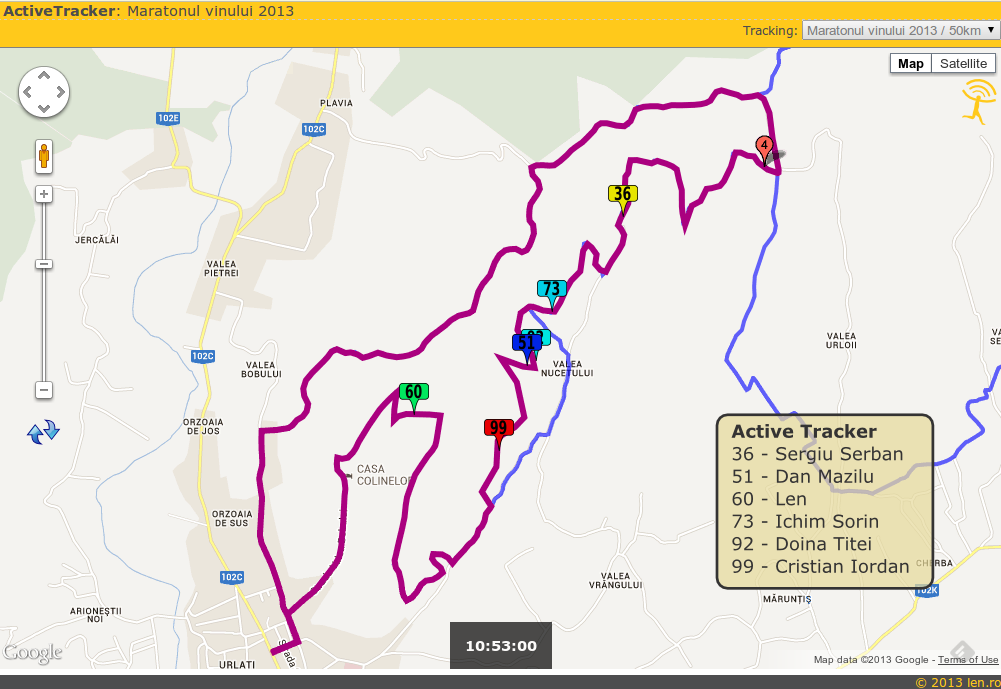 ActiveTracker: Maratonul vinului 2013
Tracking: Maratonul vinului 2013 / 50km
Map Satellite
PLAVIA
102E
102C
4
36
JERCĂLĂI
VALEA
PIETREI
73
92
51
VALEA
URLOII
102C
VALEA
BOBULUI
VALEA
NUCETULUI
60
ORZOAIA
DE JOS
99
CASA
COLINELOR
ORZOAIA
DE SUS
Active Tracker
36 - Sergiu Serban
51 - Dan Mazilu
60 - Len
73 - Ichim Sorin
92 - Doina Titei
99 - Cristian Iordan
CHERBA
102C
VALEA
VRÂNGULUI
102K
MĂRUNȚIȘ
ARIONEȘTII
NOI
10:53:00
Google
URLATI
Strada
Map data ©2013 Google - Terms of Use
© 2013 len.ro